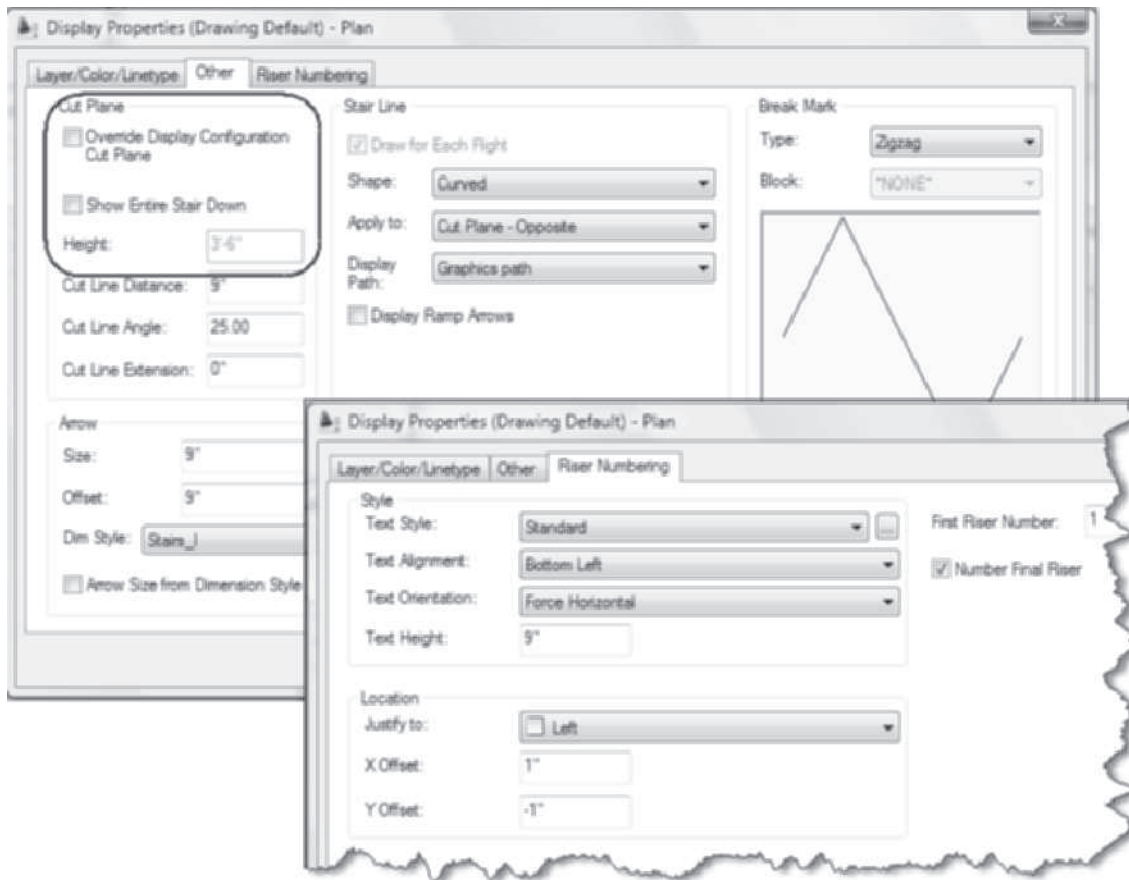 Display Properties (Drawing Default) - Plan
Layer/Color/Linetype Other Riser Numbering
Cut Plane
Override Display Configuration
Cut Plane
Show Entire Stair Down
Height: 3'-6"
Cut Line Distance: 9"
Cut Line Angle: 25.00
Cut Line Extension: 0"
Stair Line
Draw for Each Flight
Shape: Curved
Apply to: Cut Plane - Opposite
Display
Path: Graphics path
Display Ramp Arrows
Break Mark
Type: Zigzag
Block: *NONE*
Arrow
Size: 9"
Offset: 9"
Dim Style: Stairs_I
Arrow Size from Dimension Style
Display Properties (Drawing Default) - Plan
Layer/Color/Linetype Other Riser Numbering
Style
Text Style: Standard ...
Text Alignment: Bottom Left
Text Orientation: Force Horizontal
Text Height: 9"
First Riser Number: 1
Number Final Riser
Location
Justify to: Left
X Offset: 1"
Y Offset: -1"